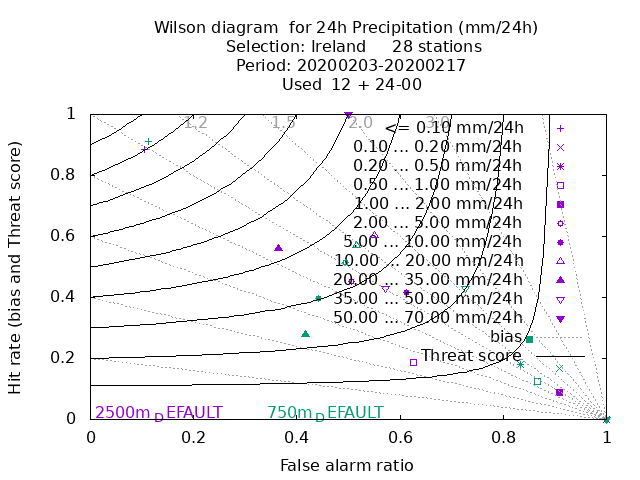 Wilson diagram  for 24h Precipitation (mm/24h)
Selection: Ireland     28 stations
Period: 20200203-20200217
Used  12 + 24-00
Hit rate (bias and Threat score)
1
0.8
0.6
0.4
0.2
0
1.2
1.5
2.0
3.0
<= 0.10 mm/24h
0.10 ... 0.20 mm/24h
0.20 ... 0.50 mm/24h
0.50 ... 1.00 mm/24h
1.00 ... 2.00 mm/24h
2.00 ... 5.00 mm/24h
5.00 ... 10.00 mm/24h
10.00 ... 20.00 mm/24h
20.00 ... 35.00 mm/24h
35.00 ... 50.00 mm/24h
50.00 ... 70.00 mm/24h
bias
Threat score
2500m_DEFAULT
750m_DEFAULT
0
0.2
0.4
0.6
0.8
1
False alarm ratio